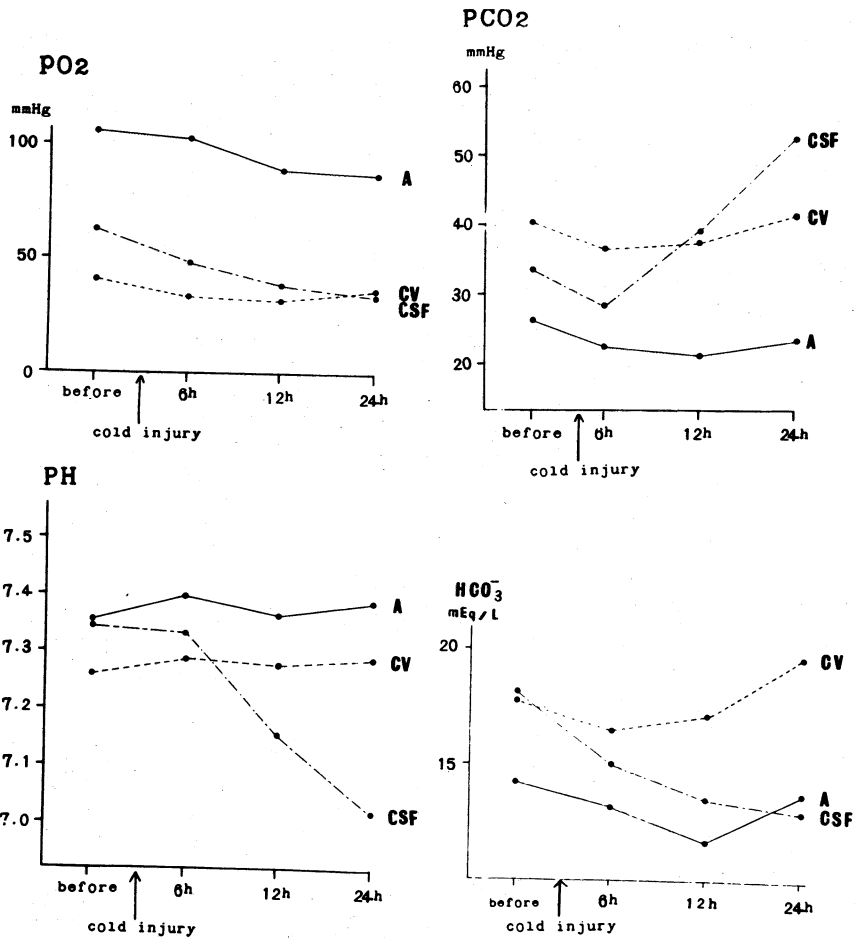 PO2
mmHg
100
50
0
A
CV
CSF
before
6h
12h
24h
cold injury
PCO2
mmHg
60
50
40
30
20
CSF
CV
A
before
6h
12h
24h
cold injury
PH
7.5
7.4
7.3
7.2
7.1
7.0
A
CV
CSF
before
6h
12h
24h
cold injury
HCO₃⁻
mEq/L
20
15
CV
A
CSF
before
6h
12h
24h
cold injury